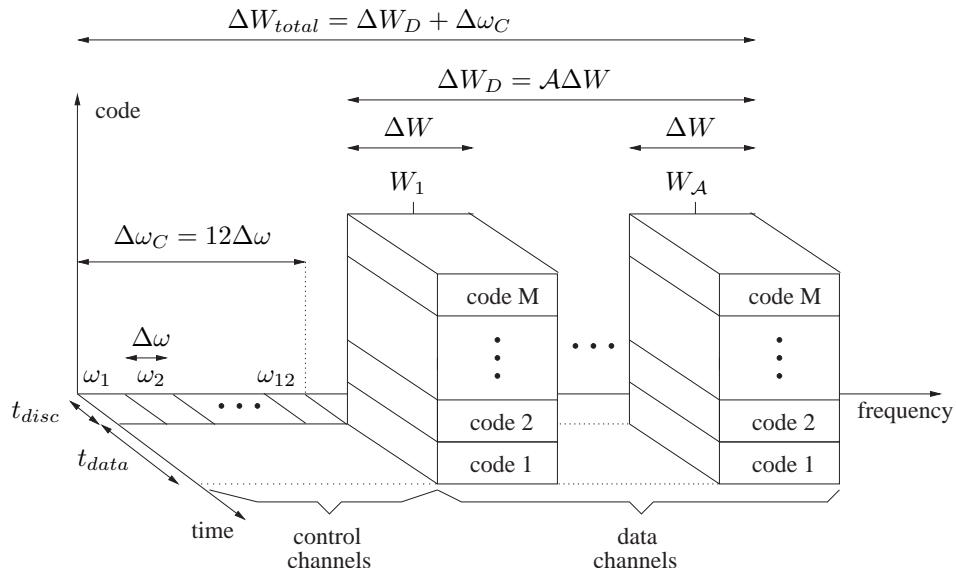 ΔW_total = ΔW_D + Δω_C
ΔW_D = 𝒜ΔW
code
ΔW
ΔW
W_1
W_𝒜
Δω_C = 12Δω
code M
code M
Δω
ω_1
ω_2
ω_12
t_disc
frequency
code 2
code 2
t_data
code 1
code 1
time
control
channels
data
channels